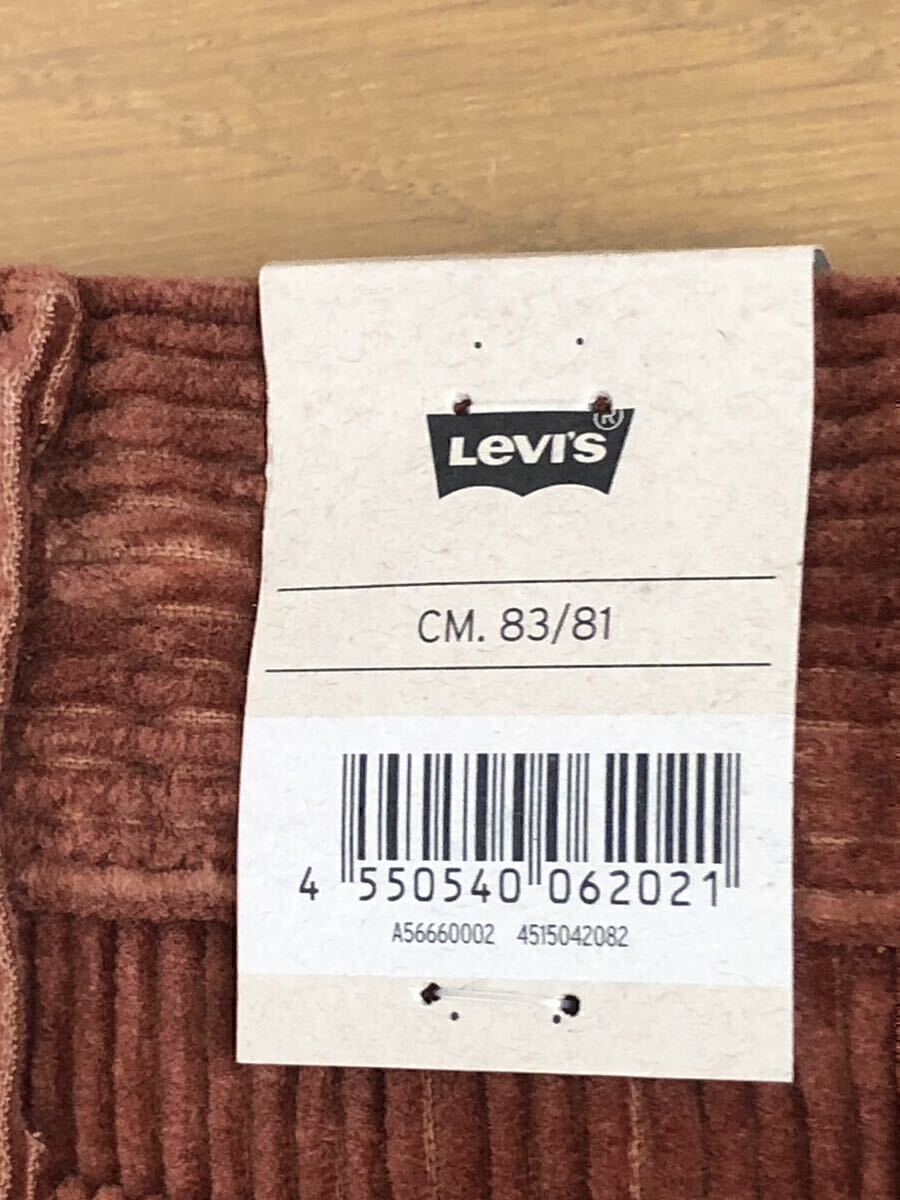 Levi's ®
CM. 83/81
4 550540 062021
A56660002 4515042082